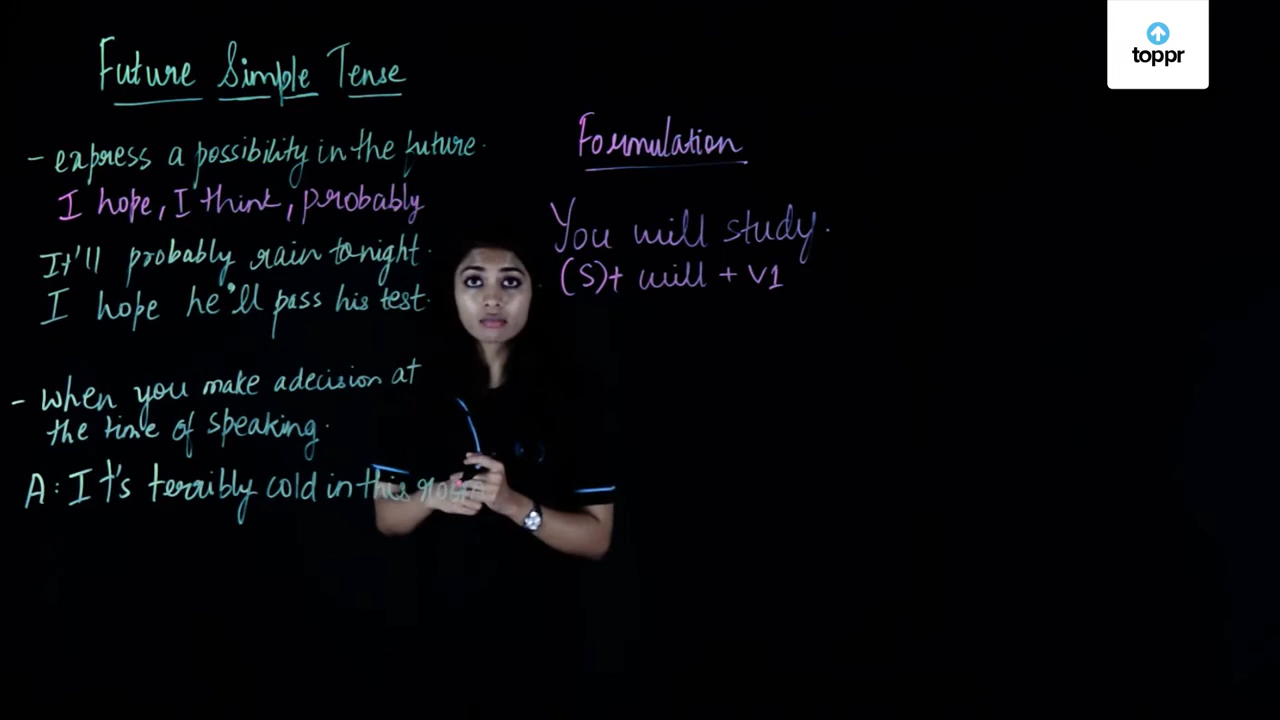 Future Simple Tense
- express a possibility in the future.
I hope, I think, probably
It'll probably rain tonight.
I hope he'll pass his test.
- when you make a decision at
the time of speaking.
A: It's terribly cold in this room
Formulation
You will study.
(S)+ will + V1
toppr